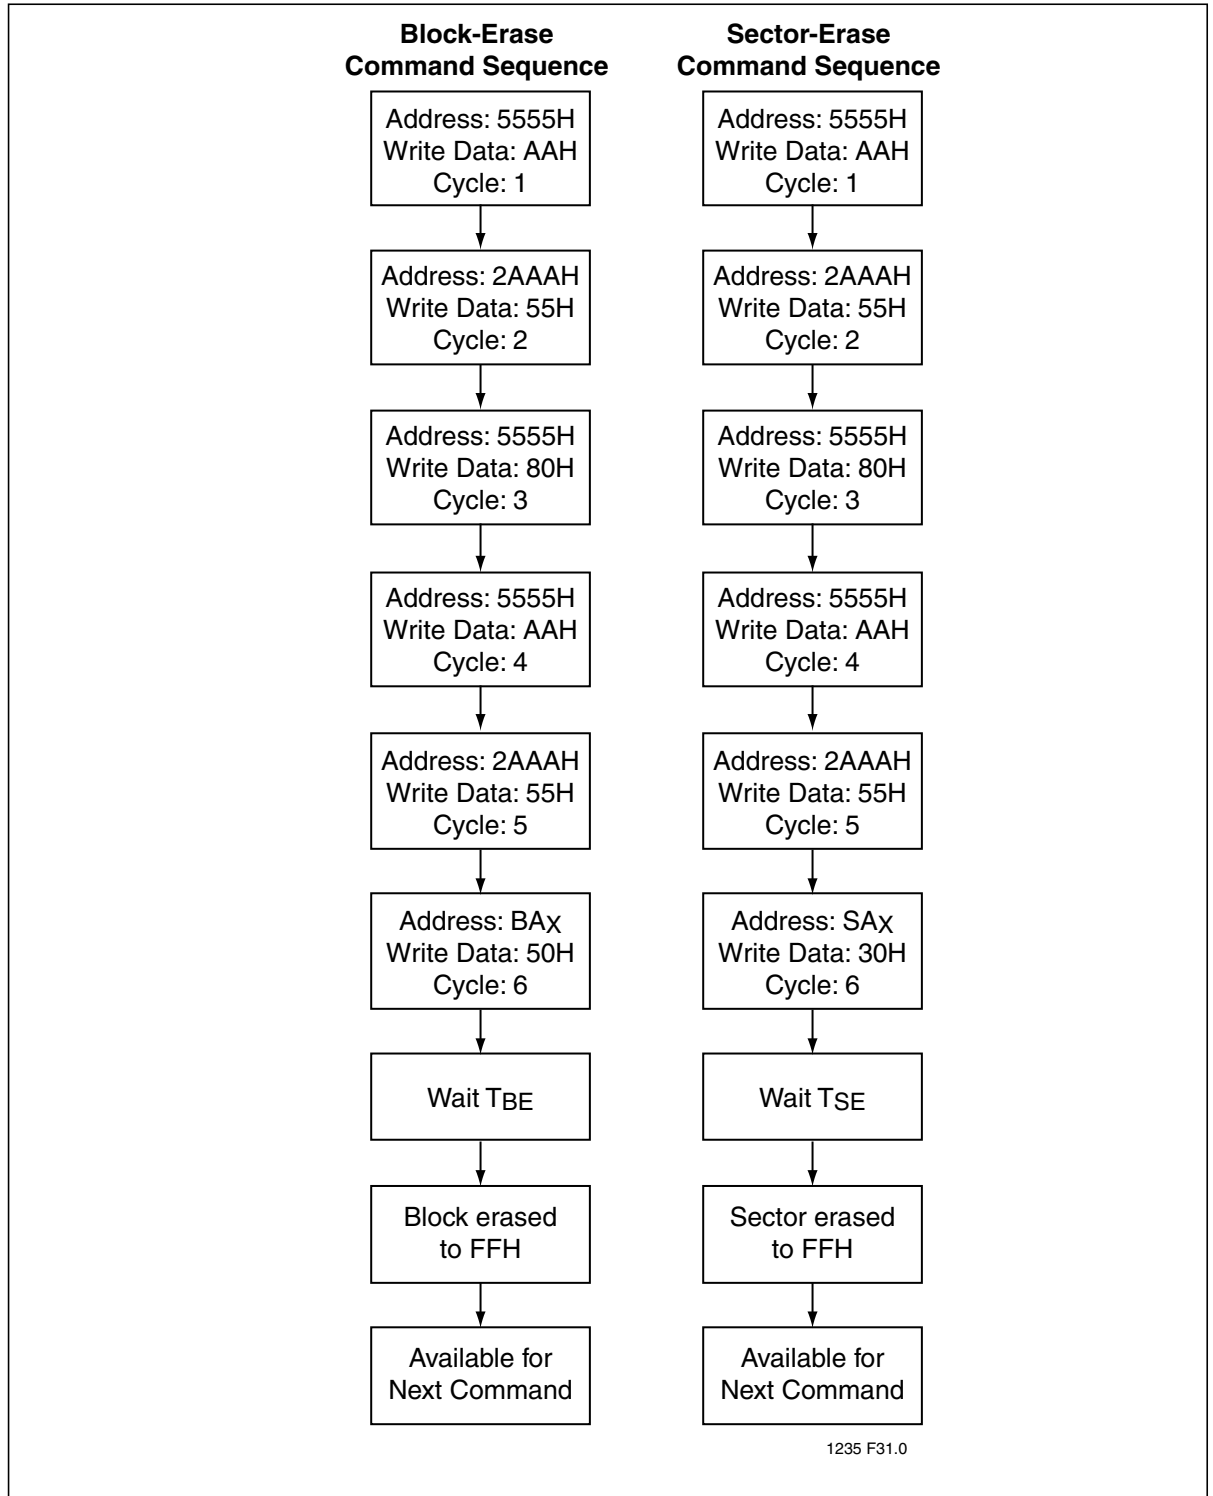 Block-Erase
Command Sequence
Address: 5555H
Write Data: AAH
Cycle: 1
Address: 2AAAH
Write Data: 55H
Cycle: 2
Address: 5555H
Write Data: 80H
Cycle: 3
Address: 5555H
Write Data: AAH
Cycle: 4
Address: 2AAAH
Write Data: 55H
Cycle: 5
Address: BAX
Write Data: 50H
Cycle: 6
Wait TBE
Block erased
to FFH
Available for
Next Command
Sector-Erase
Command Sequence
Address: 5555H
Write Data: AAH
Cycle: 1
Address: 2AAAH
Write Data: 55H
Cycle: 2
Address: 5555H
Write Data: 80H
Cycle: 3
Address: 5555H
Write Data: AAH
Cycle: 4
Address: 2AAAH
Write Data: 55H
Cycle: 5
Address: SAX
Write Data: 30H
Cycle: 6
Wait TSE
Sector erased
to FFH
Available for
Next Command
1235 F31.0